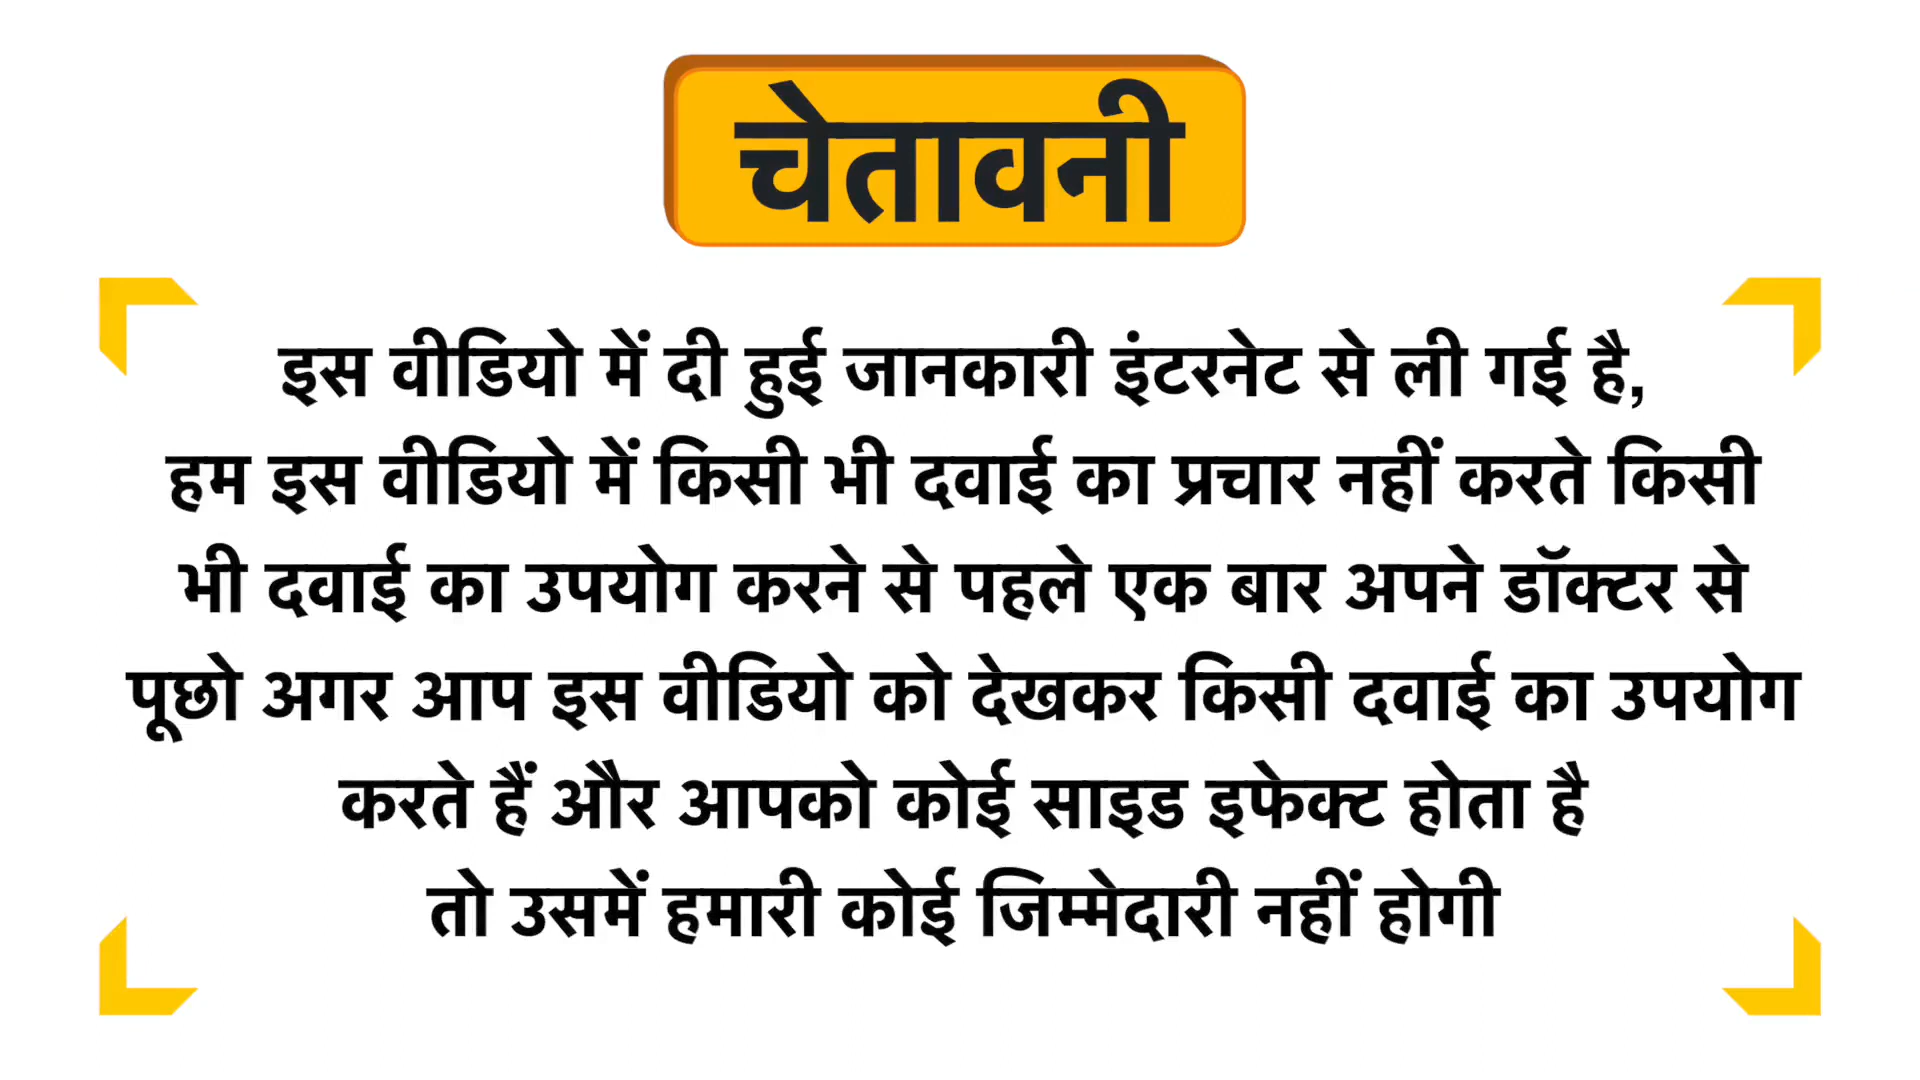 चेतावनी
इस वीडियो में दी हुई जानकारी इंटरनेट से ली गई है,
हम इस वीडियो में किसी भी दवाई का प्रचार नहीं करते किसी
भी दवाई का उपयोग करने से पहले एक बार अपने डॉक्टर से
पूछो अगर आप इस वीडियो को देखकर किसी दवाई का उपयोग
करते हैं और आपको कोई साइड इफेक्ट होता है
तो उसमें हमारी कोई जिम्मेदारी नहीं होगी